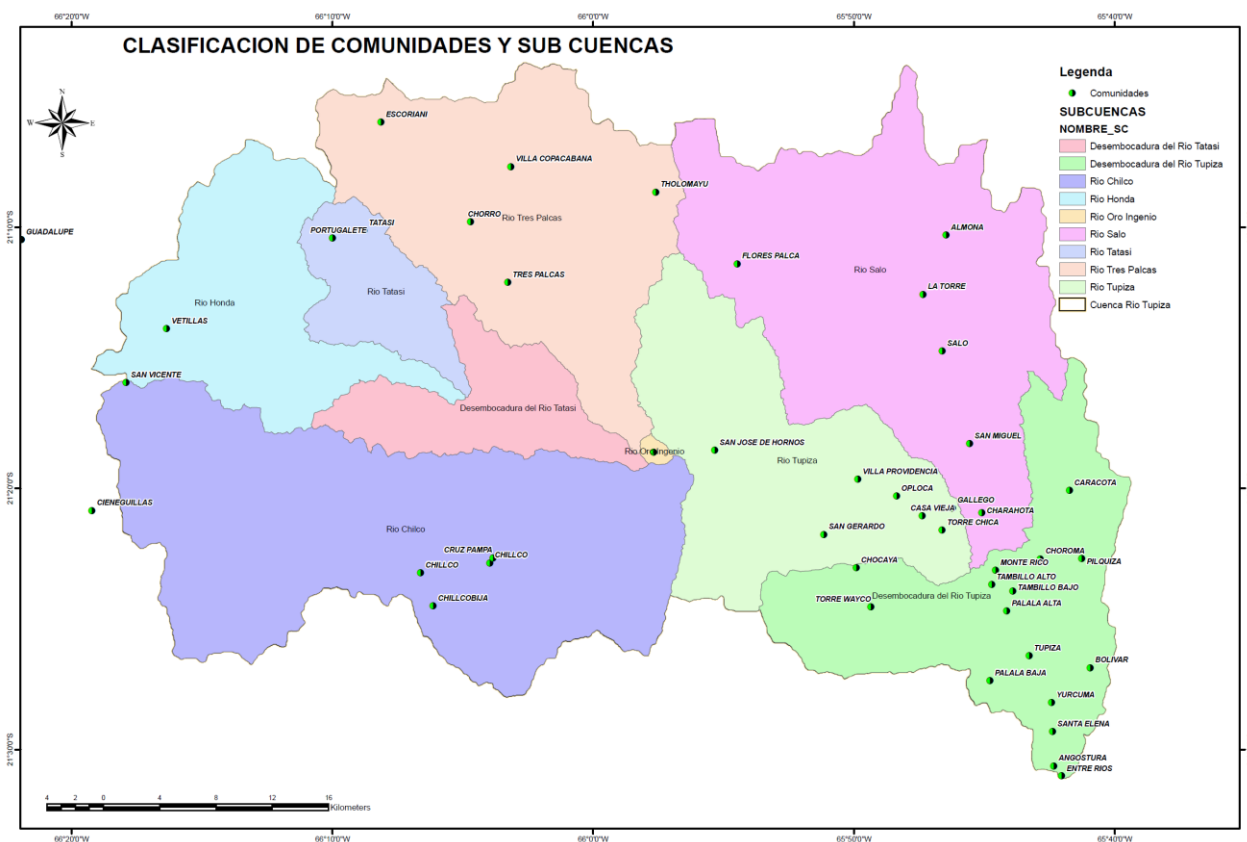 66°20'0"W
66°10'0"W
66°0'0"W
65°50'0"W
65°40'0"W
CLASIFICACION DE COMUNIDADES Y SUB CUENCAS
N
W
E
S
Legenda
Comunidades
SUBCUENCAS
NOMBRE_SC
Desembocadura del Rio Tatasi
Desembocadura del Rio Tupiza
Rio Chilco
Rio Honda
Rio Oro Ingenio
Rio Salo
Rio Tatasi
Rio Tres Palcas
Rio Tupiza
Cuenca Rio Tupiza
ESCORIANI
VILLA COPACABANA
THOLOMAYU
CHORRO
Rio Tres Palcas
TATASI
PORTUGALETE
ALMONA
21°10'0"S
21°10'0"S
GUADALUPE
FLORES PALCA
Rio Salo
TRES PALCAS
Rio Tatasi
LA TORRE
Rio Honda
VETILLAS
SALO
SAN VICENTE
Desembocadura del Rio Tatasi
SAN MIGUEL
SAN JOSE DE HORNOS
Rio Oro Ingenio
Rio Tupiza
VILLA PROVIDENCIA
CARACOTA
21°20'0"S
21°20'0"S
OPLOCA
GALLEGO
CASA VIEJA
CHARAHOTA
CIENEGUILLAS
TORRE CHICA
SAN GERARDO
Rio Chilco
CRUZ PAMPA
CHILLCO
CHOROMA
PILQUIZA
CHOCAYA
MONTE RICO
CHILLCO
TAMBILLO ALTO
TAMBILLO BAJO
Desembocadura del Rio Tupiza
TORRE WAYCO
CHILLCOBIJA
PALALA ALTA
TUPIZA
BOLIVAR
PALALA BAJA
YURCUMA
SANTA ELENA
21°30'0"S
21°30'0"S
ANGOSTURA
ENTRE RIOS
4 2 0 4 8 12 16
Kilometers
66°20'0"W
66°10'0"W
66°0'0"W
65°50'0"W
65°40'0"W